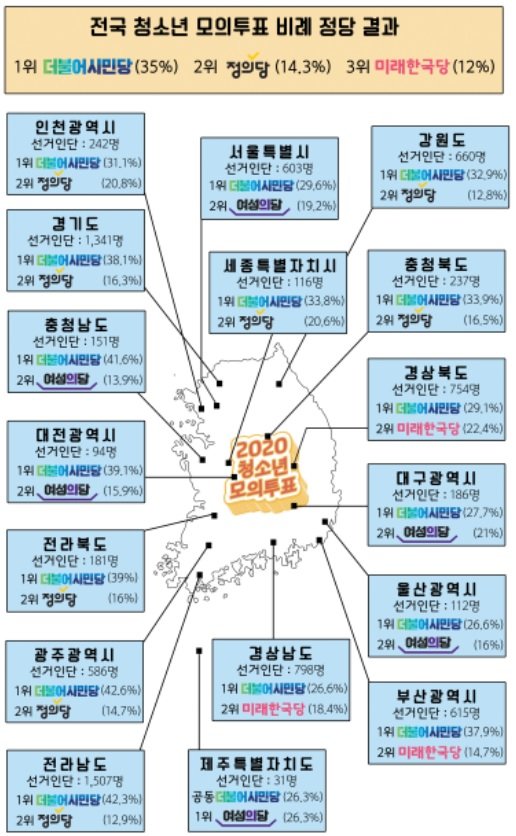 전국 청소년 모의투표 비례 정당 결과
1위 더불어시민당 (35%) 2위 정의당 (14.3%) 3위 미래한국당 (12%)
인천광역시
선거인단 : 242명
1위 더불어시민당 (31.1%)
2위 정의당 (20.8%)
서울특별시
선거인단 : 603명
1위 더불어시민당 (29.6%)
2위 여성의당 (19.2%)
강원도
선거인단 : 660명
1위 더불어시민당 (32.9%)
2위 정의당 (12.8%)
경기도
선거인단 : 1,341명
1위 더불어시민당 (38.1%)
2위 정의당 (16.3%)
세종특별자치시
선거인단 : 116명
1위 더불어시민당 (33.8%)
2위 정의당 (20.6%)
충청북도
선거인단 : 237명
1위 더불어시민당 (33.9%)
2위 정의당 (16.5%)
충청남도
선거인단 : 151명
1위 더불어시민당 (41.6%)
2위 여성의당 (13.9%)
경상북도
선거인단 : 754명
1위 더불어시민당 (29.1%)
2위 미래한국당 (22.4%)
대전광역시
선거인단 : 94명
1위 더불어시민당 (39.1%)
2위 여성의당 (15.9%)
2020
청소년
모의투표
대구광역시
선거인단 : 186명
1위 더불어시민당 (27.7%)
2위 여성의당 (21%)
전라북도
선거인단 : 181명
1위 더불어시민당 (39%)
2위 정의당 (16%)
울산광역시
선거인단 : 112명
1위 더불어시민당 (26.6%)
2위 여성의당 (16%)
광주광역시
선거인단 : 586명
1위 더불어시민당 (42.6%)
2위 정의당 (14.7%)
경상남도
선거인단 : 798명
1위 더불어시민당 (26.6%)
2위 미래한국당 (18.4%)
부산광역시
선거인단 : 615명
1위 더불어시민당 (37.9%)
2위 미래한국당 (14.7%)
전라남도
선거인단 : 1,507명
1위 더불어시민당 (42.3%)
2위 정의당 (12.9%)
제주특별자치도
선거인단 : 31명
공동 더불어시민당 (26.3%)
1위 여성의당 (26.3%)